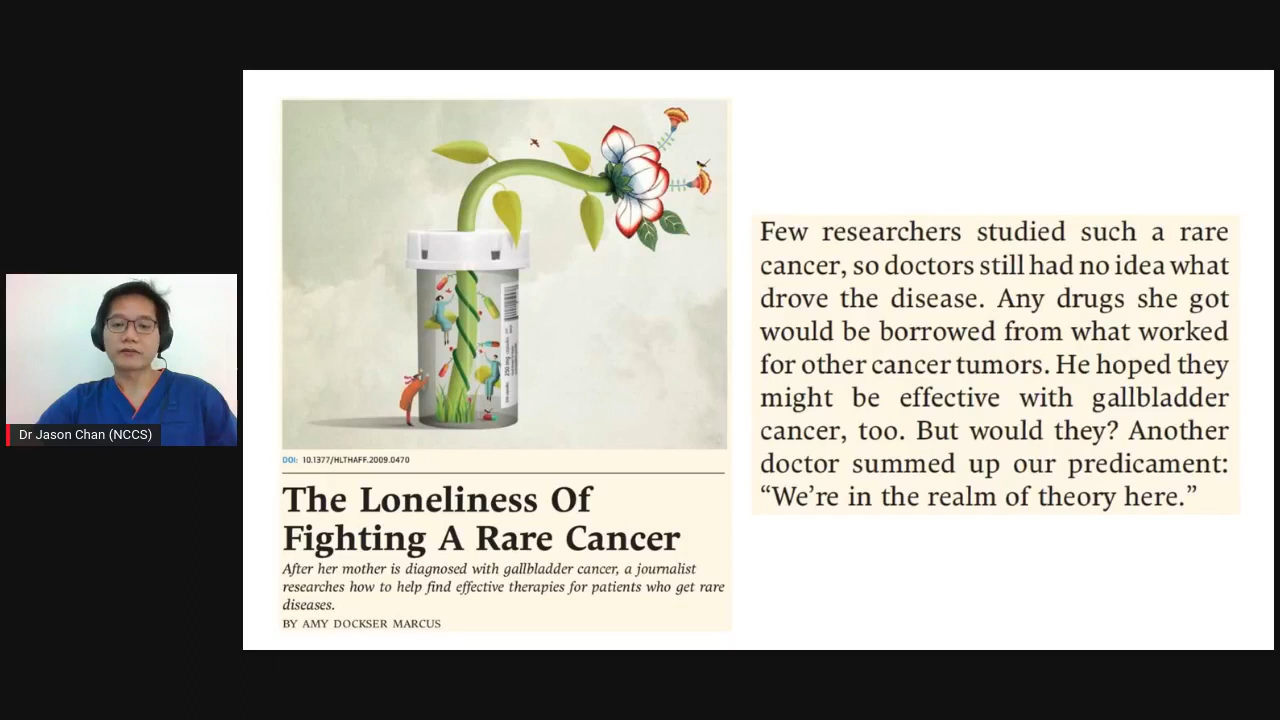 DOI: 10.1377/HLTHAFF.2009.0470
The Loneliness Of
Fighting A Rare Cancer
After her mother is diagnosed with gallbladder cancer, a journalist
researches how to help find effective therapies for patients who get rare
diseases.
BY AMY DOCKSER MARCUS
Few researchers studied such a rare
cancer, so doctors still had no idea what
drove the disease. Any drugs she got
would be borrowed from what worked
for other cancer tumors. He hoped they
might be effective with gallbladder
cancer, too. But would they? Another
doctor summed up our predicament:
“We’re in the realm of theory here.”
Dr Jason Chan (NCCS)